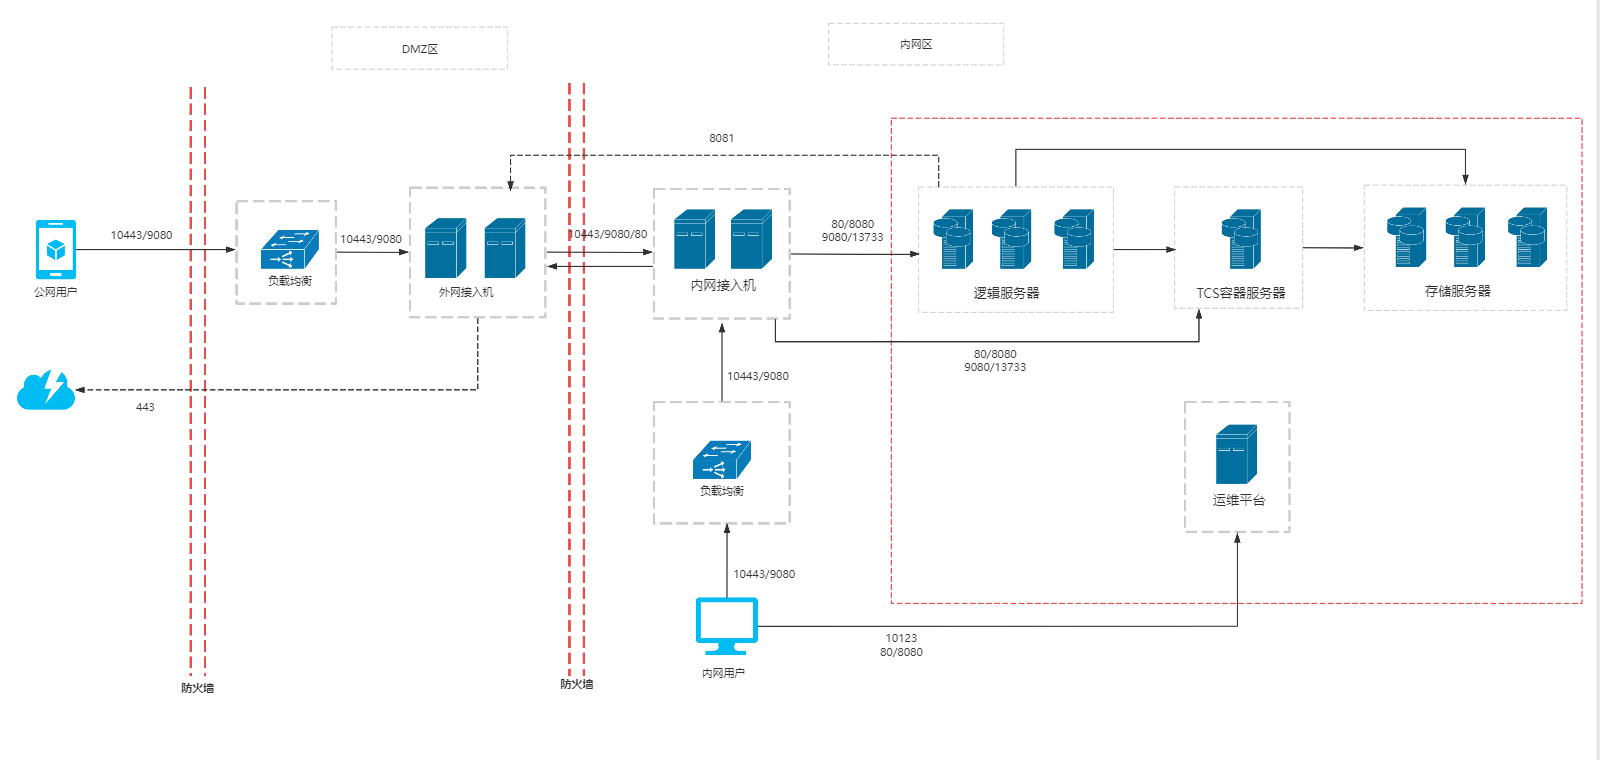 DMZ区
内网区
8081
10443/9080
10443/9080
10443/9080/80
80/8080
9080/13733
公网用户
负载均衡
外网接入机
内网接入机
逻辑服务器
TCS容器服务器
存储服务器
80/8080
9080/13733
10443/9080
443
负载均衡
运维平台
10443/9080
10123
80/8080
内网用户
防火墙
防火墙